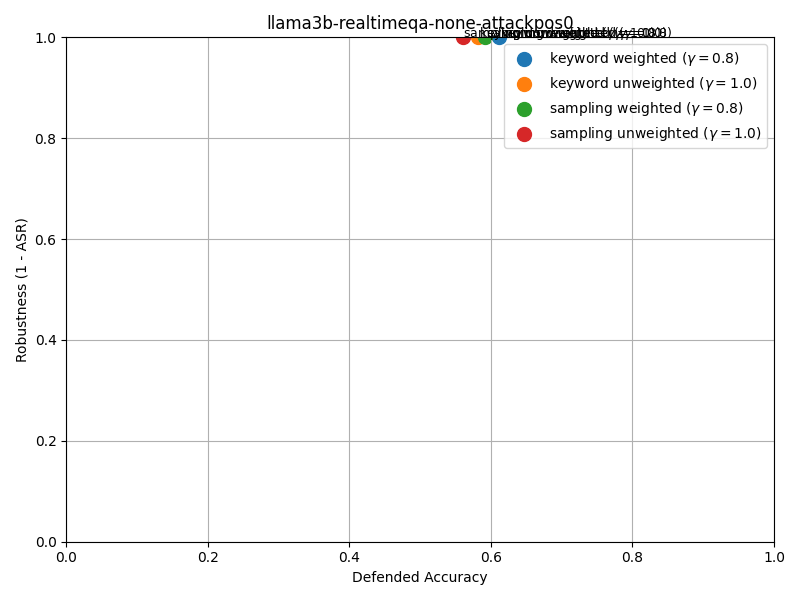 llama3b-realtimeqa-none-attackpos0
keyword weighted (γ = 0.8)
keyword unweighted (γ = 1.0)
sampling weighted (γ = 0.8)
sampling unweighted (γ = 1.0)
1.0
0.8
0.6
0.4
0.2
0.0
Robustness (1 - ASR)
0.0 0.2 0.4 0.6 0.8 1.0
Defended Accuracy